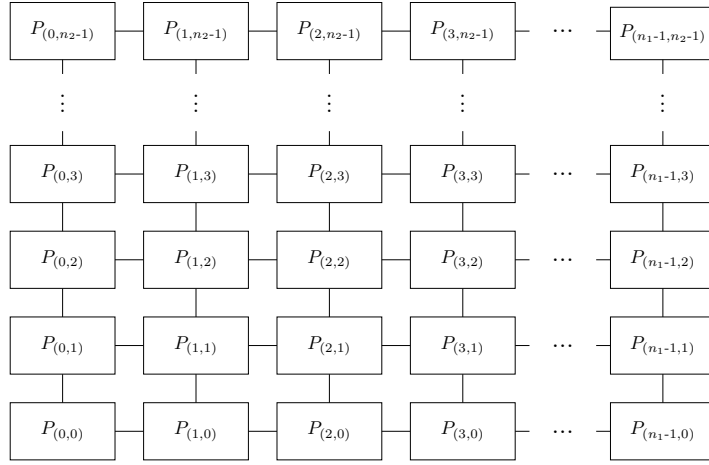 P(0,n₂-1) P(1,n₂-1) P(2,n₂-1) P(3,n₂-1) ⋯ P(n₁-1,n₂-1)
⋮ ⋮ ⋮ ⋮ ⋮
P(0,3) P(1,3) P(2,3) P(3,3) ⋯ P(n₁-1,3)
P(0,2) P(1,2) P(2,2) P(3,2) ⋯ P(n₁-1,2)
P(0,1) P(1,1) P(2,1) P(3,1) ⋯ P(n₁-1,1)
P(0,0) P(1,0) P(2,0) P(3,0) ⋯ P(n₁-1,0)